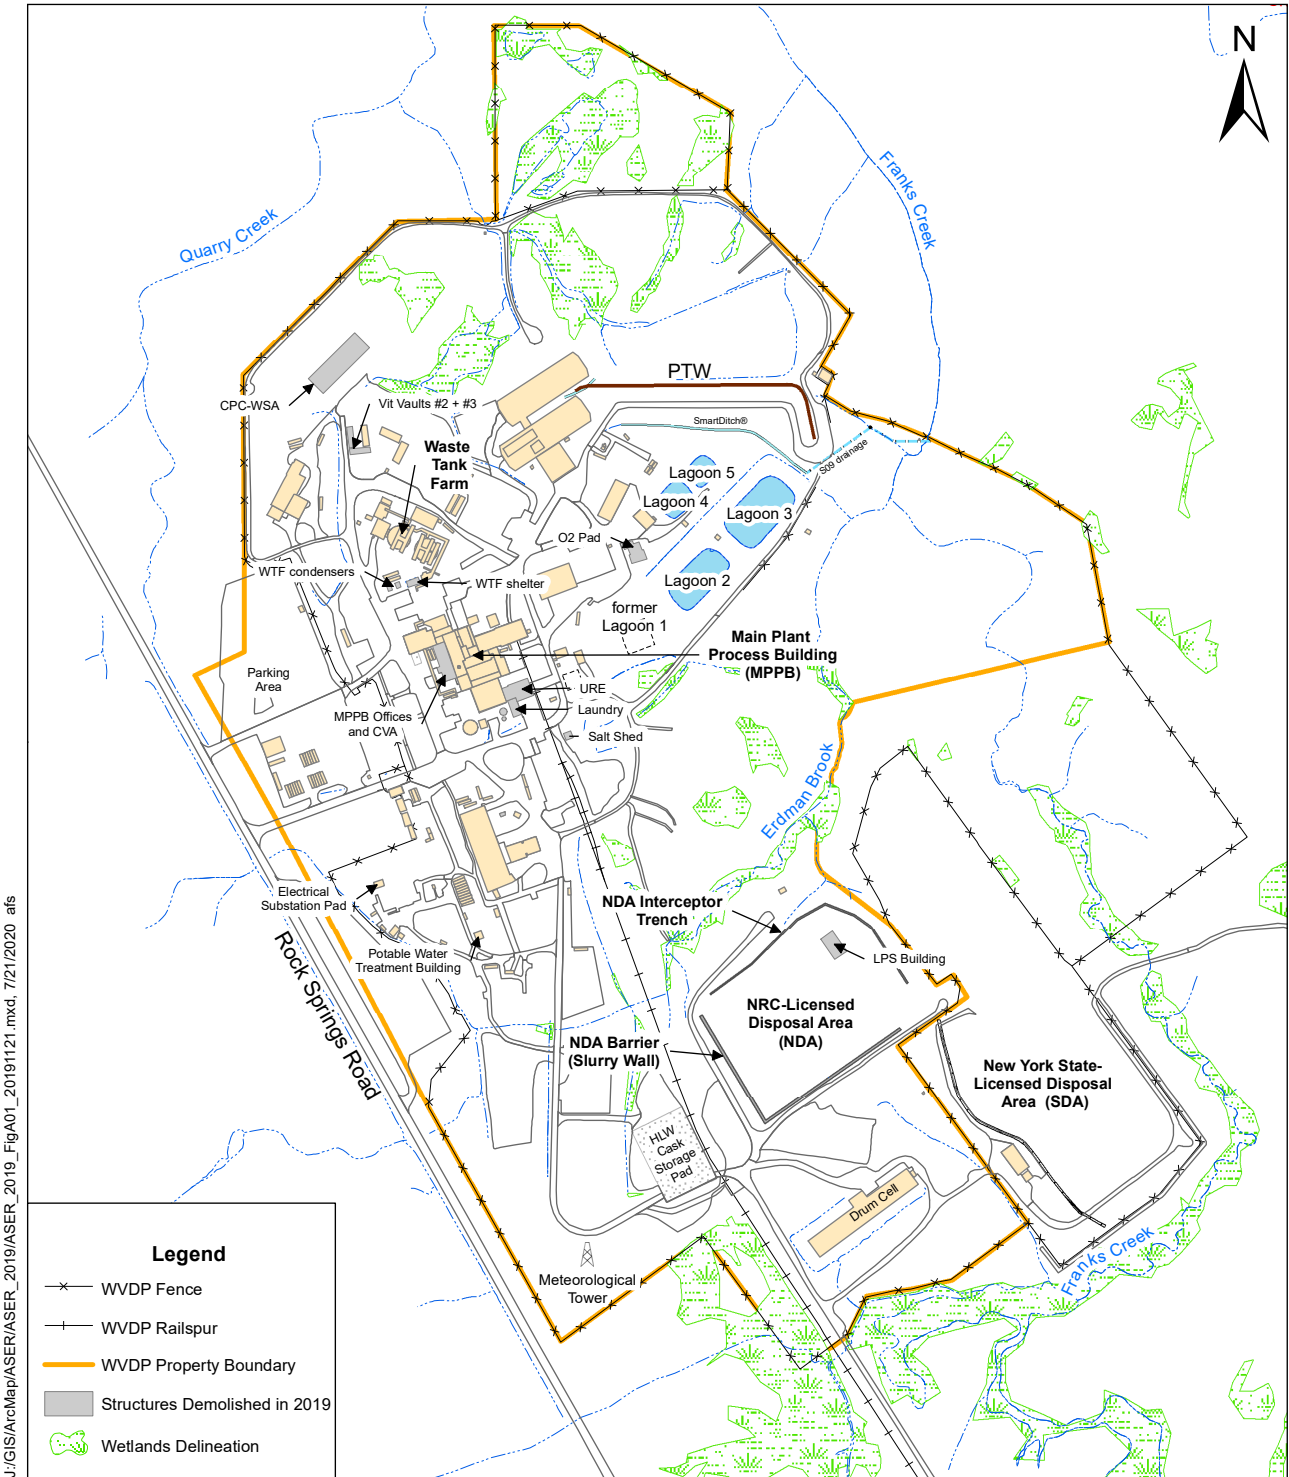 N
Franks Creek
Quarry Creek
PTW
CPC-WSA
Vit Vaults #2 + #3
SmartDitch®
Waste
Tank
Farm
S09 drainage
Lagoon 5
Lagoon 4
Lagoon 3
O2 Pad
WTF condensers
WTF shelter
Lagoon 2
former
Lagoon 1
Main Plant
Process Building
(MPPB)
Parking
Area
URE
MPPB Offices
and CVA
Laundry
Salt Shed
Erdman Brook
Electrical
Substation Pad
NDA Interceptor
Trench
Rock Springs Road
Potable Water
Treatment Building
LPS Building
NRC-Licensed
Disposal Area
(NDA)
NDA Barrier
(Slurry Wall)
New York State-
Licensed Disposal
Area (SDA)
HLW
Cask
Storage
Pad
Drum Cell
Franks Creek
Meteorological
Tower
Legend
WVDP Fence
WVDP Railspur
WVDP Property Boundary
Structures Demolished in 2019
Wetlands Delineation
J:/GIS/ArcMap/ASER/ASER_2019/ASER_2019_FigA01_20191121.mxd, 7/21/2020 afs